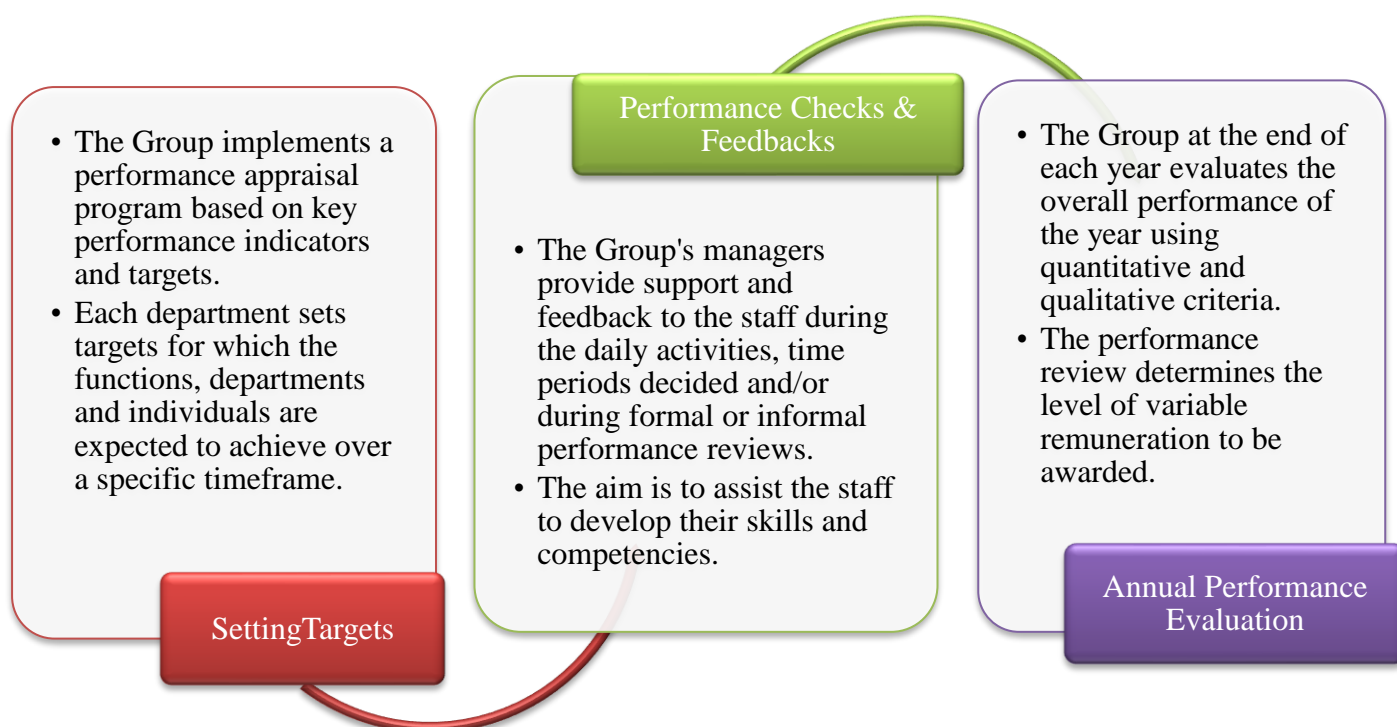 • The Group implements a
performance appraisal
program based on key
performance indicators
and targets.
• Each department sets
targets for which the
functions, departments
and individuals are
expected to achieve over
a specific timeframe.
SettingTargets
Performance Checks &
Feedbacks
• The Group's managers
provide support and
feedback to the staff during
the daily activities, time
periods decided and/or
during formal or informal
performance reviews.
• The aim is to assist the staff
to develop their skills and
competencies.
• The Group at the end of
each year evaluates the
overall performance of
the year using
quantitative and
qualitative criteria.
• The performance
review determines the
level of variable
remuneration to be
awarded.
Annual Performance
Evaluation